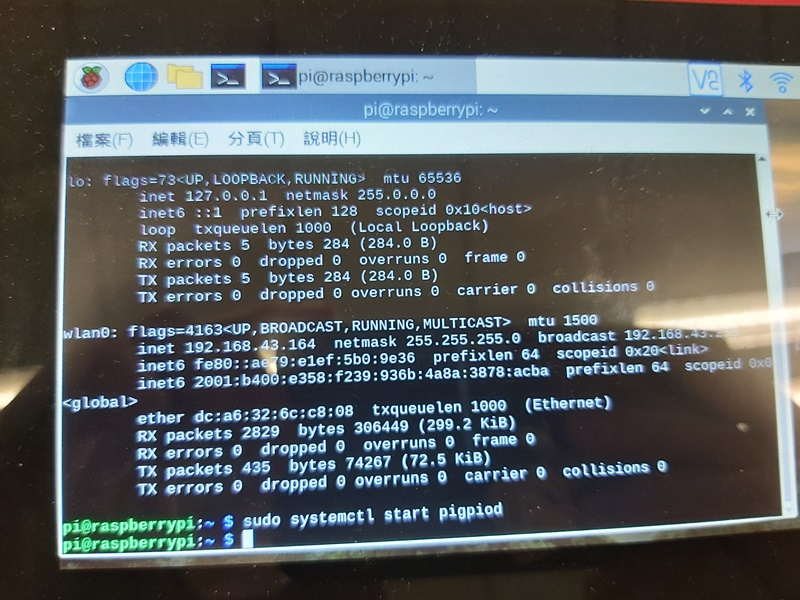 pi@raspberrypi: ~
V2
pi@raspberrypi: ~
檔案(F) 編輯(E) 分頁(T) 說明(H)
lo: flags=73<UP,LOOPBACK,RUNNING> mtu 65536
inet 127.0.0.1 netmask 255.0.0.0
inet6 ::1 prefixlen 128 scopeid 0x10<host>
loop txqueuelen 1000 (Local Loopback)
RX packets 5 bytes 284 (284.0 B)
RX errors 0 dropped 0 overruns 0 frame 0
TX packets 5 bytes 284 (284.0 B)
TX errors 0 dropped 0 overruns 0 carrier 0 collisions 0
wlan0: flags=4163<UP,BROADCAST,RUNNING,MULTICAST> mtu 1500
inet 192.168.43.164 netmask 255.255.255.0 broadcast
inet6 fe80::ae79:e1ef:5b0:9e36 prefixlen 64 scopeid 0x20<link>
inet6 2001:b400:e358:f239:936b:4a8a:3878:acba prefixlen 64 scopeid 0x0
<global>
ether dc:a6:32:6c:c8:08 txqueuelen 1000 (Ethernet)
RX packets 2829 bytes 306449 (299.2 KiB)
RX errors 0 dropped 0 overruns 0 frame 0
TX packets 435 bytes 74267 (72.5 KiB)
TX errors 0 dropped 0 overruns 0 carrier 0 collisions 0
pi@raspberrypi:~ $ sudo systemctl start pigpiod
pi@raspberrypi:~ $